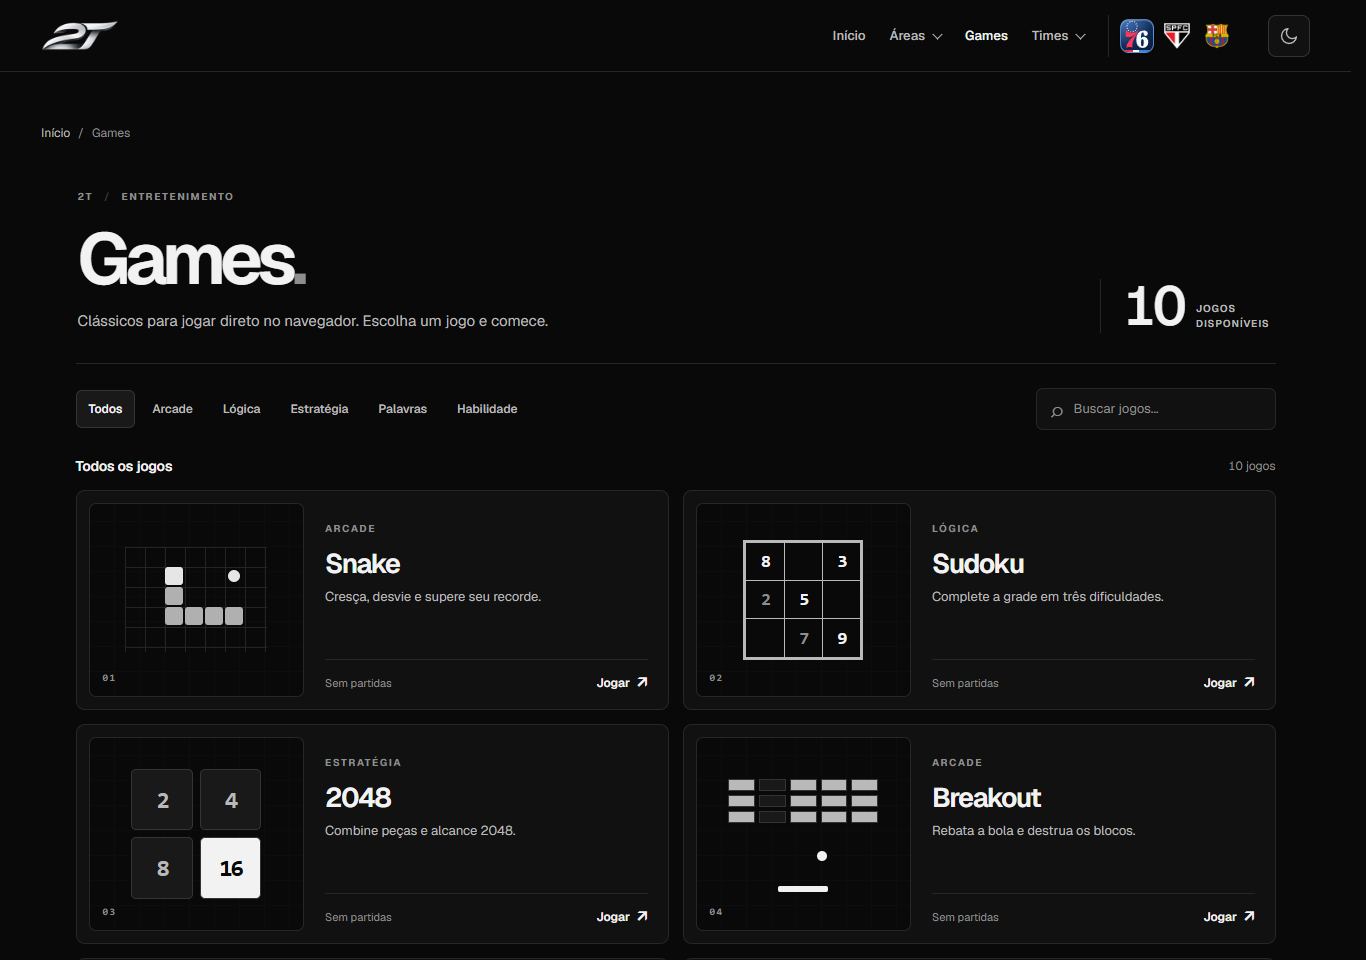 2T
Início Áreas Games Times 76 SPFC
Início / Games
2T / ENTRETENIMENTO
Games.
Clássicos para jogar direto no navegador. Escolha um jogo e comece.
10 JOGOS
DISPONÍVEIS
Todos Arcade Lógica Estratégia Palavras Habilidade
Buscar jogos...
Todos os jogos
10 jogos
ARCADE
Snake
Cresça, desvie e supere seu recorde.
01
Sem partidas
Jogar
8 3
2 5
7 9
02
LÓGICA
Sudoku
Complete a grade em três dificuldades.
Sem partidas
Jogar
2 4
8 16
03
ESTRATÉGIA
2048
Combine peças e alcance 2048.
Sem partidas
Jogar
04
ARCADE
Breakout
Rebata a bola e destrua os blocos.
Sem partidas
Jogar